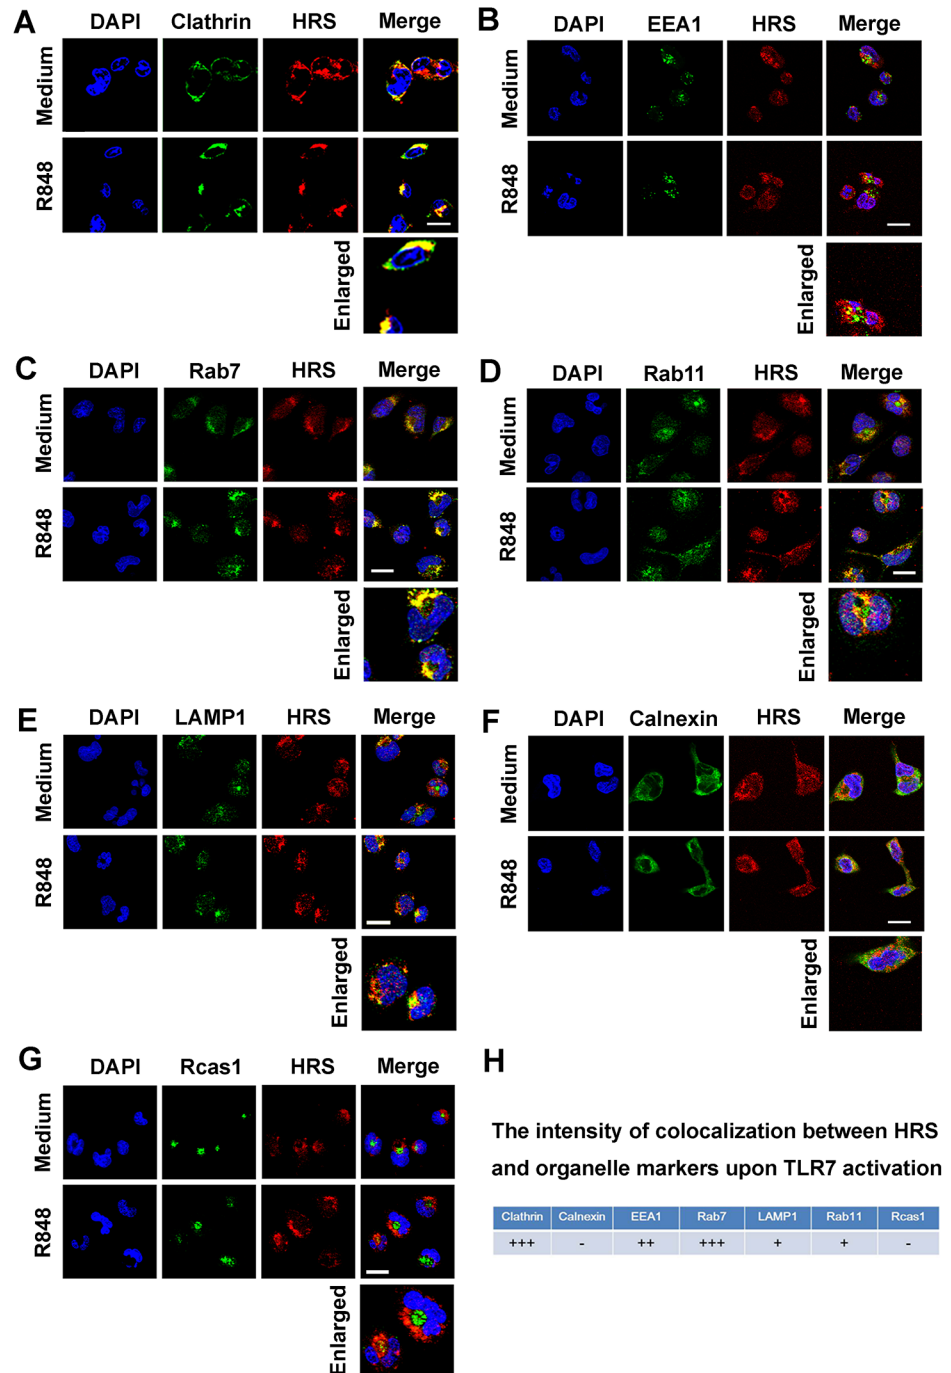 A
DAPI Clathrin HRS Merge
Medium
R848
Enlarged
B
DAPI EEA1 HRS Merge
Medium
R848
Enlarged
C
DAPI Rab7 HRS Merge
Medium
R848
Enlarged
D
DAPI Rab11 HRS Merge
Medium
R848
Enlarged
E
DAPI LAMP1 HRS Merge
Medium
R848
Enlarged
F
DAPI Calnexin HRS Merge
Medium
R848
Enlarged
G
DAPI Rcas1 HRS Merge
Medium
R848
Enlarged
H
The intensity of colocalization between HRS
and organelle markers upon TLR7 activation
Clathrin Calnexin EEA1 Rab7 LAMP1 Rab11 Rcas1
+++ - ++ +++ + + -